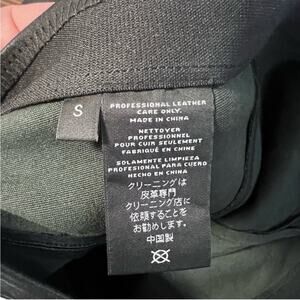 S
PROFESSIONAL LEATHER
CARE ONLY.
MADE IN CHINA
NETTOYER
PROFESSIONNEL
POUR CUIR SEULEMENT
FABRIQUÉ EN CHINE
SOLAMENTE LIMPIEZA
PROFESIONAL PARA CUERO
HECHO EN CHINA
クリーニングは
皮革専門
クリーニング店に
依頼することを
お勧めします。
中国製